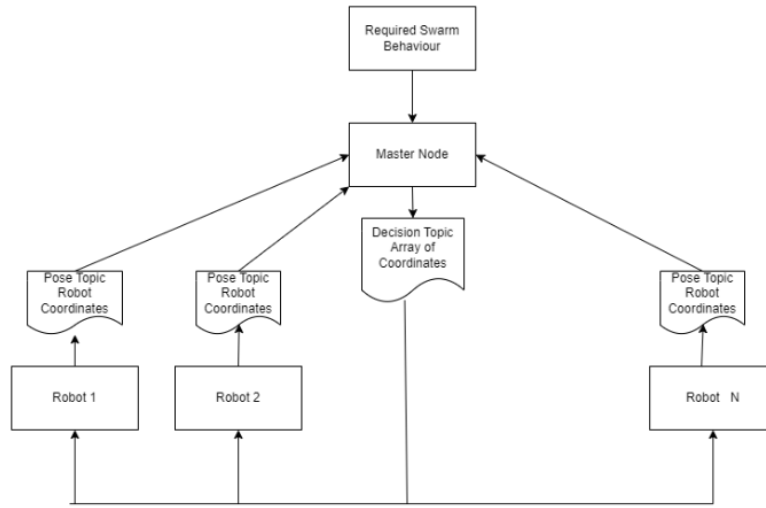 Required Swarm
Behaviour
Master Node
Decision Topic
Array of
Coordinates
Pose Topic
Robot
Coordinates
Pose Topic
Robot
Coordinates
Pose Topic
Robot
Coordinates
Robot 1
Robot 2
Robot N